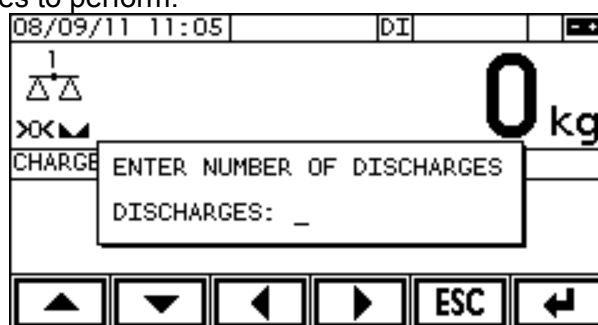 es to perform.
08/09/11 11:05 DI
1
0 kg
CHARGE
ENTER NUMBER OF DISCHARGES
DISCHARGES: _
ESC